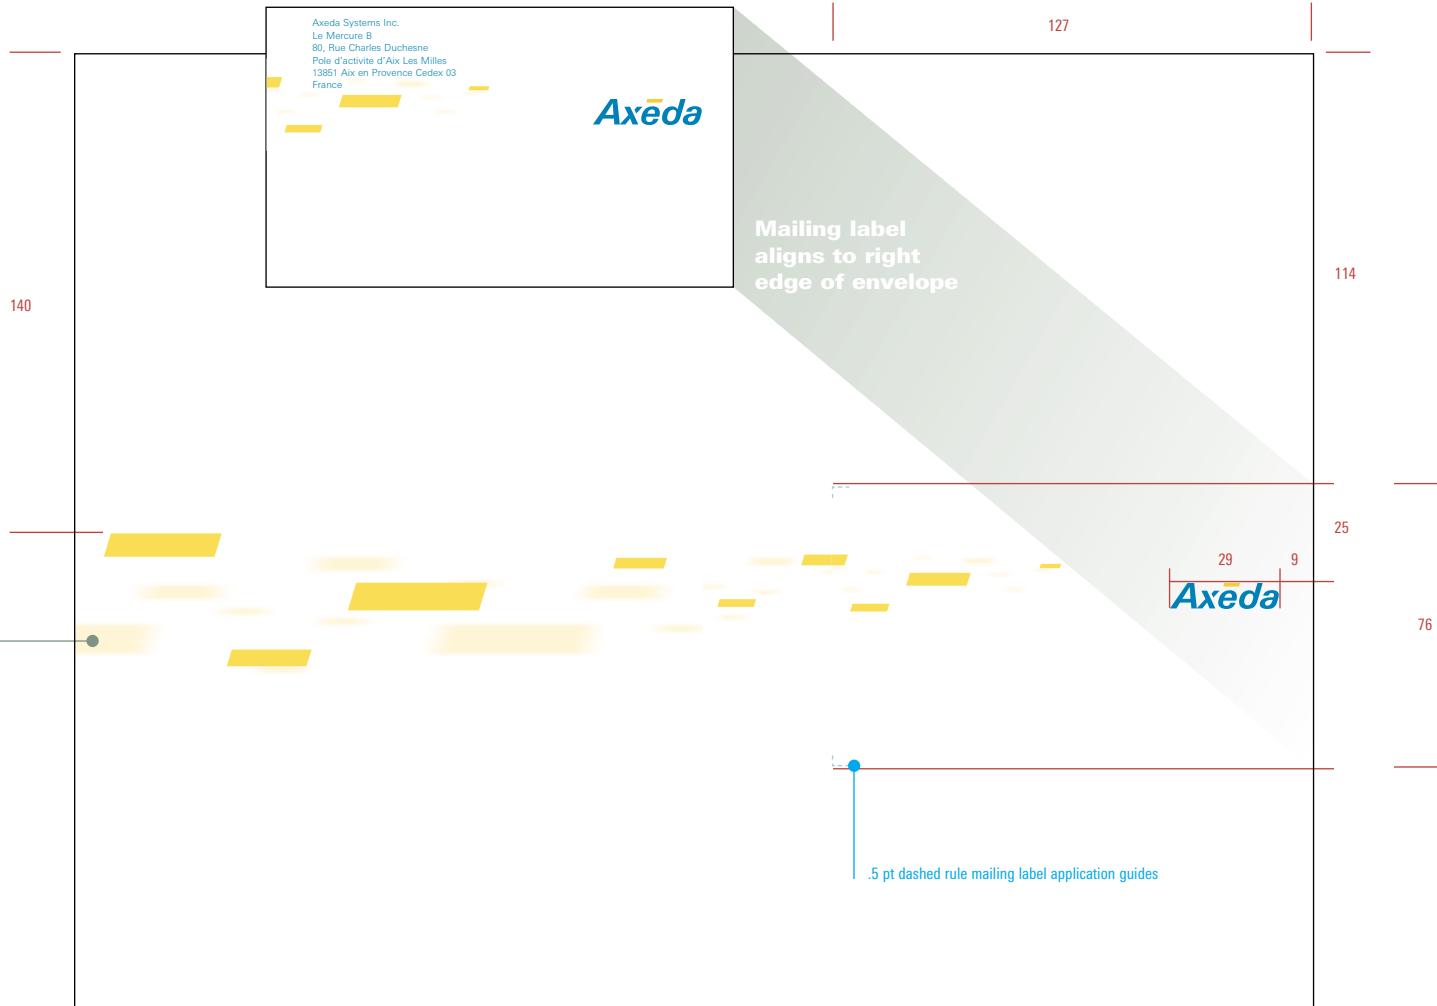 Axeda Systems Inc.
Le Mercure B
80, Rue Charles Duchesne
Pole d'activite d'Aix Les Milles
13851 Aix en Provence Cedex 03
France
Axēda
127
140
Mailing label
aligns to right
edge of envelope
114
25
29
9
Axēda
76
.5 pt dashed rule mailing label application guides